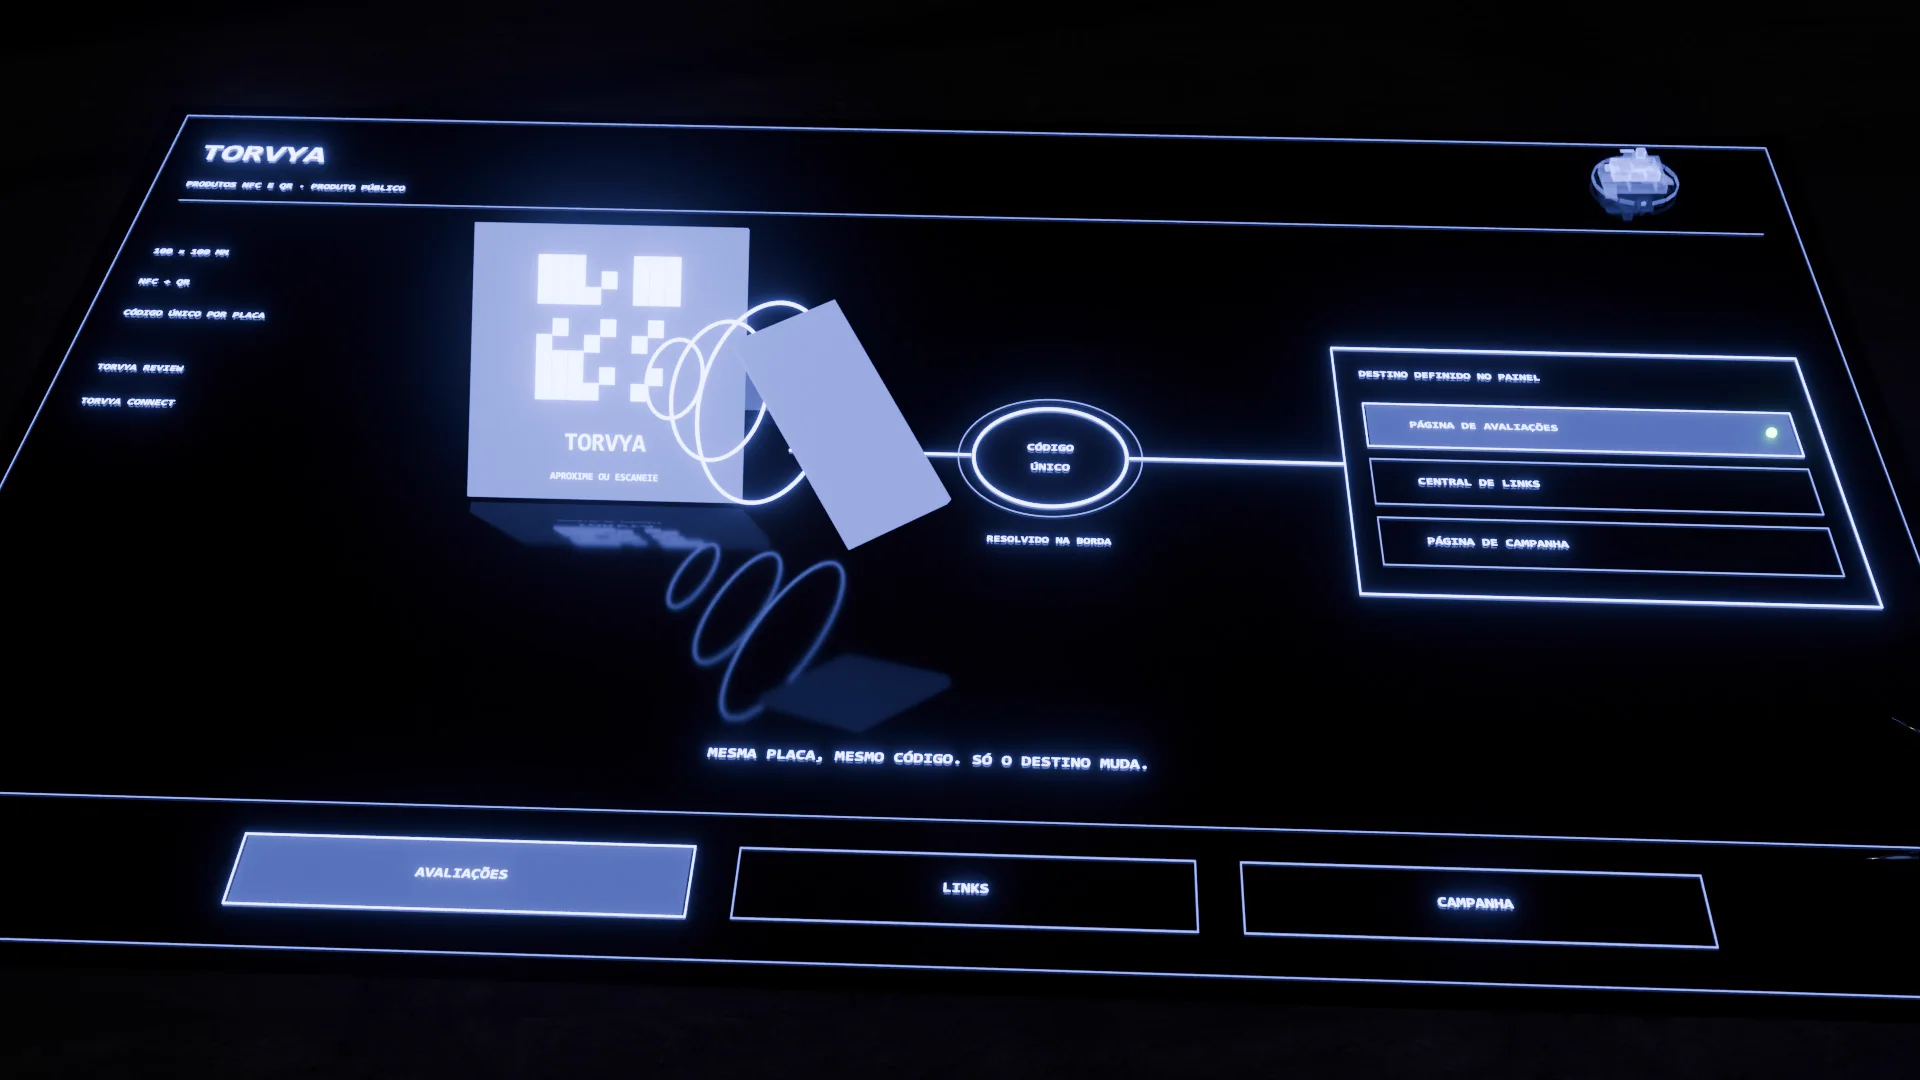 TORVYA
PRODUTOS NFC E QR · PRODUTO PÚBLICO
100 × 100 MM
NFC + QR
CÓDIGO ÚNICO POR PLACA
TORVYA REVIEW
TORVYA CONNECT
TORVYA
APROXIME OU ESCANEIE
CÓDIGO
ÚNICO
RESOLVIDO NA BORDA
DESTINO DEFINIDO NO PAINEL
PÁGINA DE AVALIAÇÕES
CENTRAL DE LINKS
PÁGINA DE CAMPANHA
MESMA PLACA, MESMO CÓDIGO. SÓ O DESTINO MUDA.
AVALIAÇÕES
LINKS
CAMPANHA